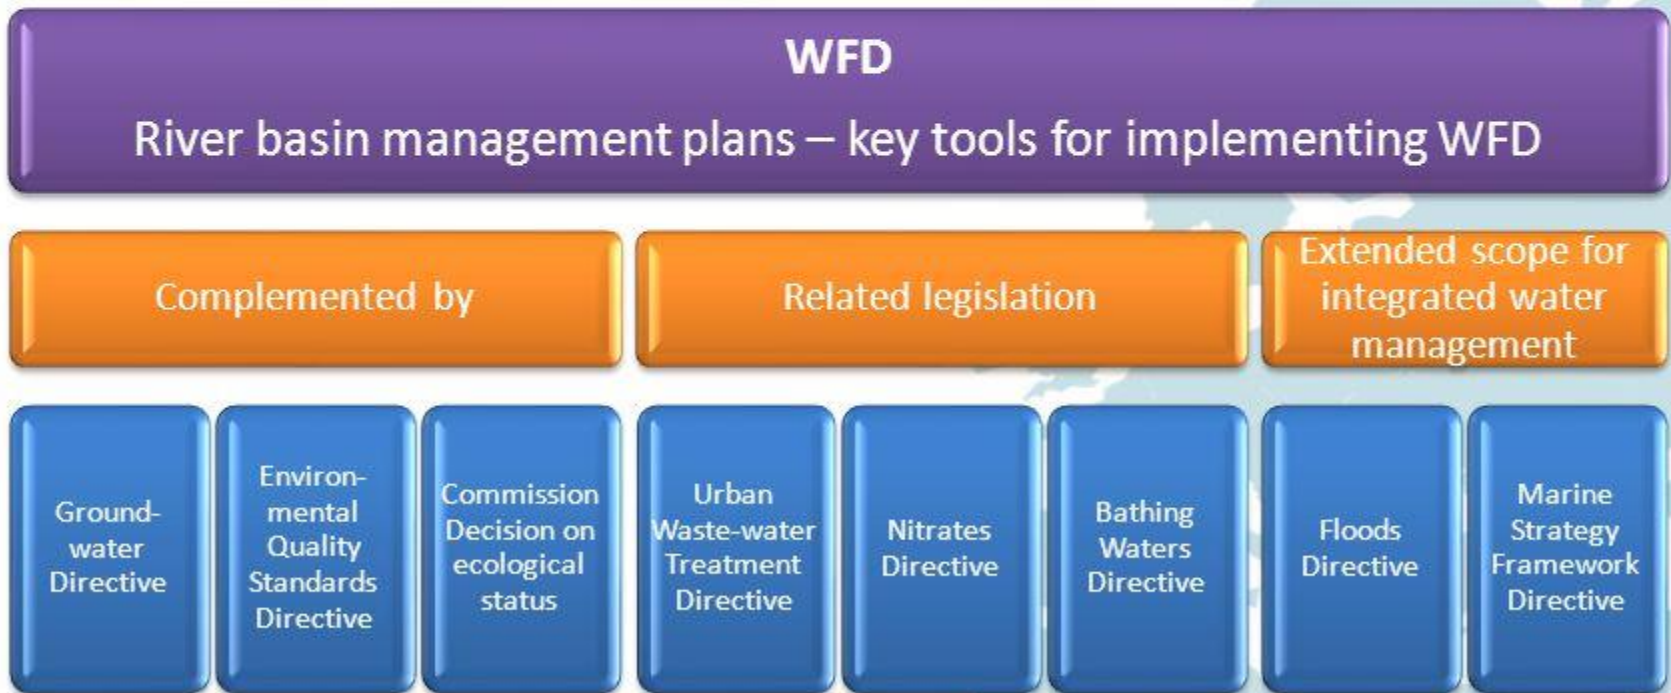 WFD
River basin management plans – key tools for implementing WFD
Complemented by
Related legislation
Extended scope for
integrated water
management
Ground-
water
Directive
Environ-
mental
Quality
Standards
Directive
Commission
Decision on
ecological
status
Urban
Waste-water
Treatment
Directive
Nitrates
Directive
Bathing
Waters
Directive
Floods
Directive
Marine
Strategy
Framework
Directive